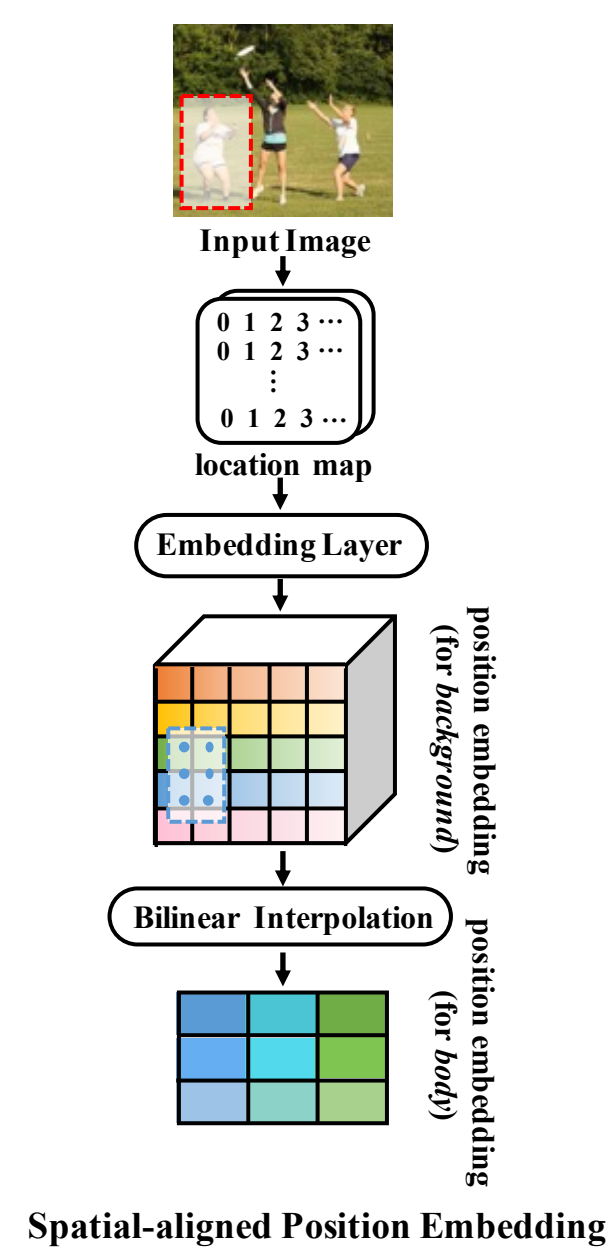 Input Image
0 1 2 3 ···
0 1 2 3 ···
⋮
0 1 2 3 ···
location map
Embedding Layer
position embedding
(for background)
Bilinear Interpolation
position embedding
(for body)
Spatial-aligned Position Embedding